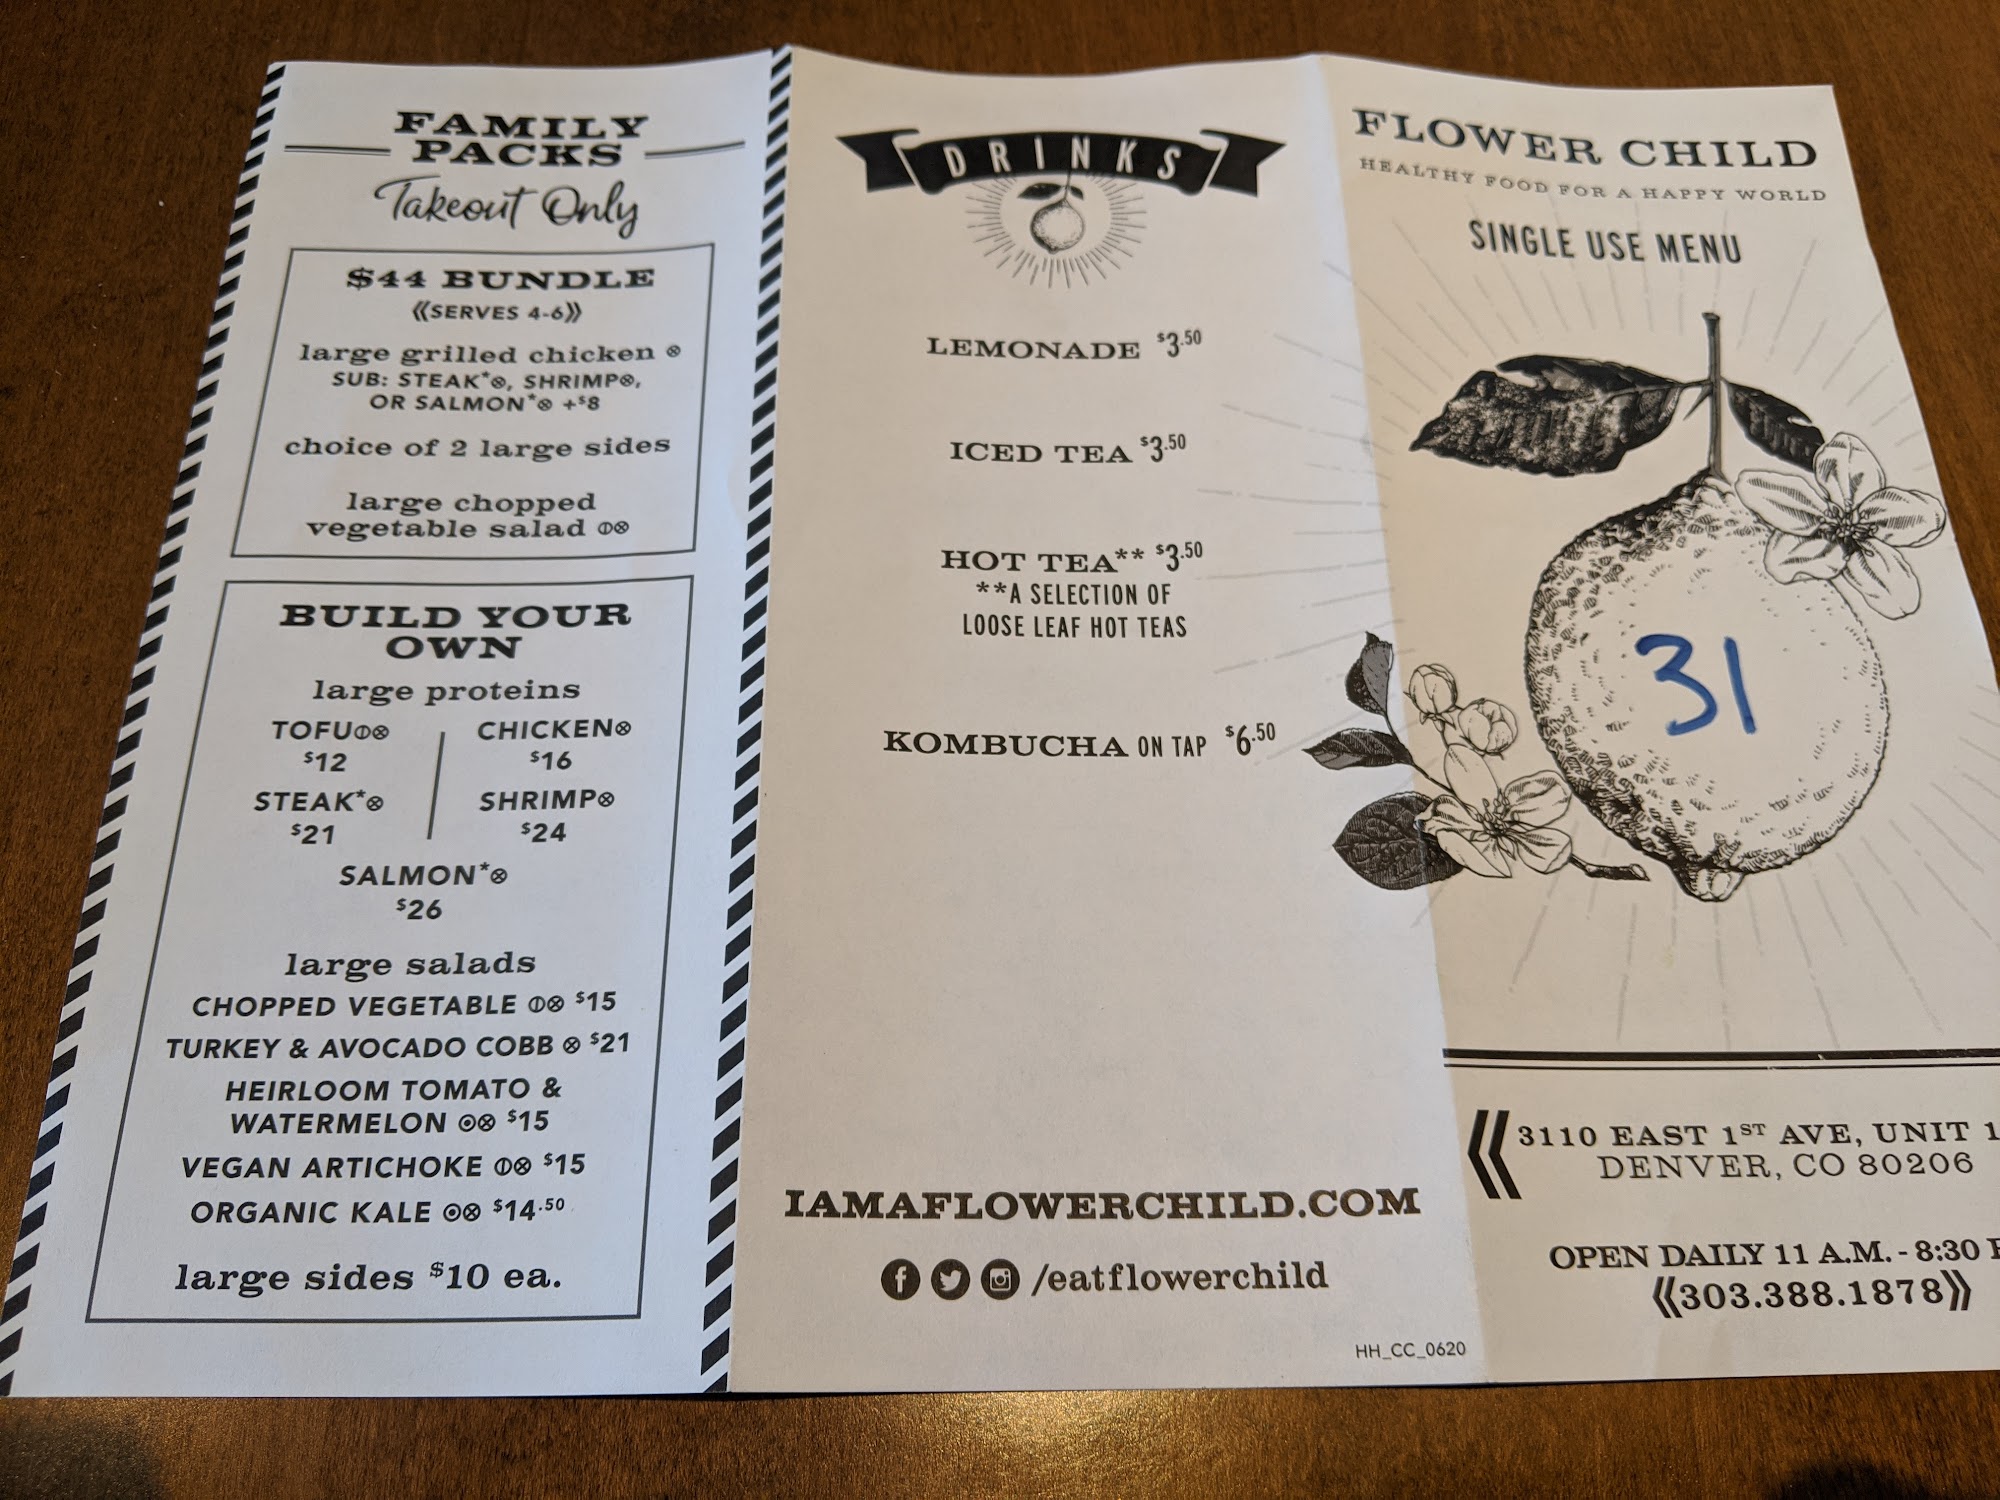 FAMILY
PACKS
Takeout Only
$44 BUNDLE
«SERVES 4-6»
large grilled chicken ⊗
SUB: STEAK*⊗, SHRIMP⊗,
OR SALMON*⊗ +$8
choice of 2 large sides
large chopped
vegetable salad ⦶⊗
BUILD YOUR
OWN
large proteins
TOFU⦶⊗
$12
CHICKEN⊗
$16
STEAK*⊗
$21
SHRIMP⊗
$24
SALMON*⊗
$26
large salads
CHOPPED VEGETABLE ⦶⊗ $15
TURKEY & AVOCADO COBB ⊗ $21
HEIRLOOM TOMATO &
WATERMELON ⊙⊗ $15
VEGAN ARTICHOKE ⦶⊗ $15
ORGANIC KALE ⊙⊗ $14.50
large sides $10 ea.
DRINKS
LEMONADE $3.50
ICED TEA $3.50
HOT TEA** $3.50
**A SELECTION OF
LOOSE LEAF HOT TEAS
KOMBUCHA ON TAP $6.50
IAMAFLOWERCHILD.COM
/eatflowerchild
HH_CC_0620
FLOWER CHILD
HEALTHY FOOD FOR A HAPPY WORLD
SINGLE USE MENU
31
«3110 EAST 1ST AVE, UNIT 1
DENVER, CO 80206
OPEN DAILY 11 A.M. - 8:30
«303.388.1878»